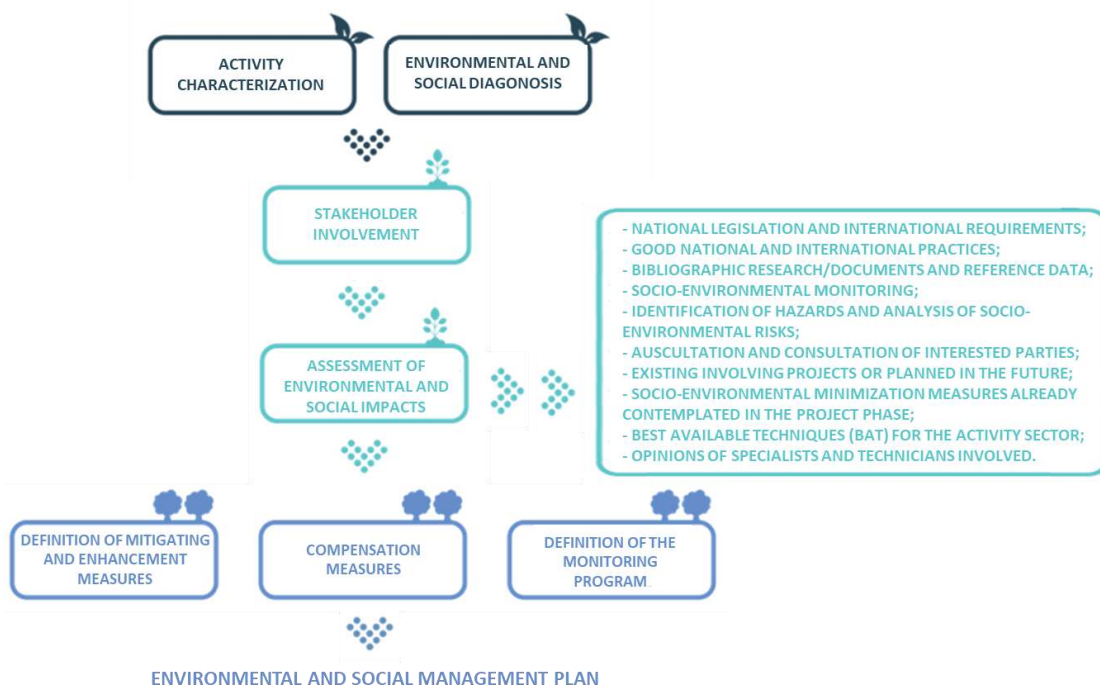 ACTIVITY
CHARACTERIZATION
ENVIRONMENTAL AND
SOCIAL DIAGONOSIS
STAKEHOLDER
INVOLVEMENT
ASSESSMENT OF
ENVIRONMENTAL AND
SOCIAL IMPACTS
- NATIONAL LEGISLATION AND INTERNATIONAL REQUIREMENTS;
- GOOD NATIONAL AND INTERNATIONAL PRACTICES;
- BIBLIOGRAPHIC RESEARCH/DOCUMENTS AND REFERENCE DATA;
- SOCIO-ENVIRONMENTAL MONITORING;
- IDENTIFICATION OF HAZARDS AND ANALYSIS OF SOCIO-
ENVIRONMENTAL RISKS;
- AUSCULTATION AND CONSULTATION OF INTERESTED PARTIES;
- EXISTING INVOLVING PROJECTS OR PLANNED IN THE FUTURE;
- SOCIO-ENVIRONMENTAL MINIMIZATION MEASURES ALREADY
CONTEMPLATED IN THE PROJECT PHASE;
- BEST AVAILABLE TECHNIQUES (BAT) FOR THE ACTIVITY SECTOR;
- OPINIONS OF SPECIALISTS AND TECHNICIANS INVOLVED.
DEFINITION OF MITIGATING
AND ENHANCEMENT
MEASURES
COMPENSATION
MEASURES
DEFINITION OF THE
MONITORING
PROGRAM
ENVIRONMENTAL AND SOCIAL MANAGEMENT PLAN